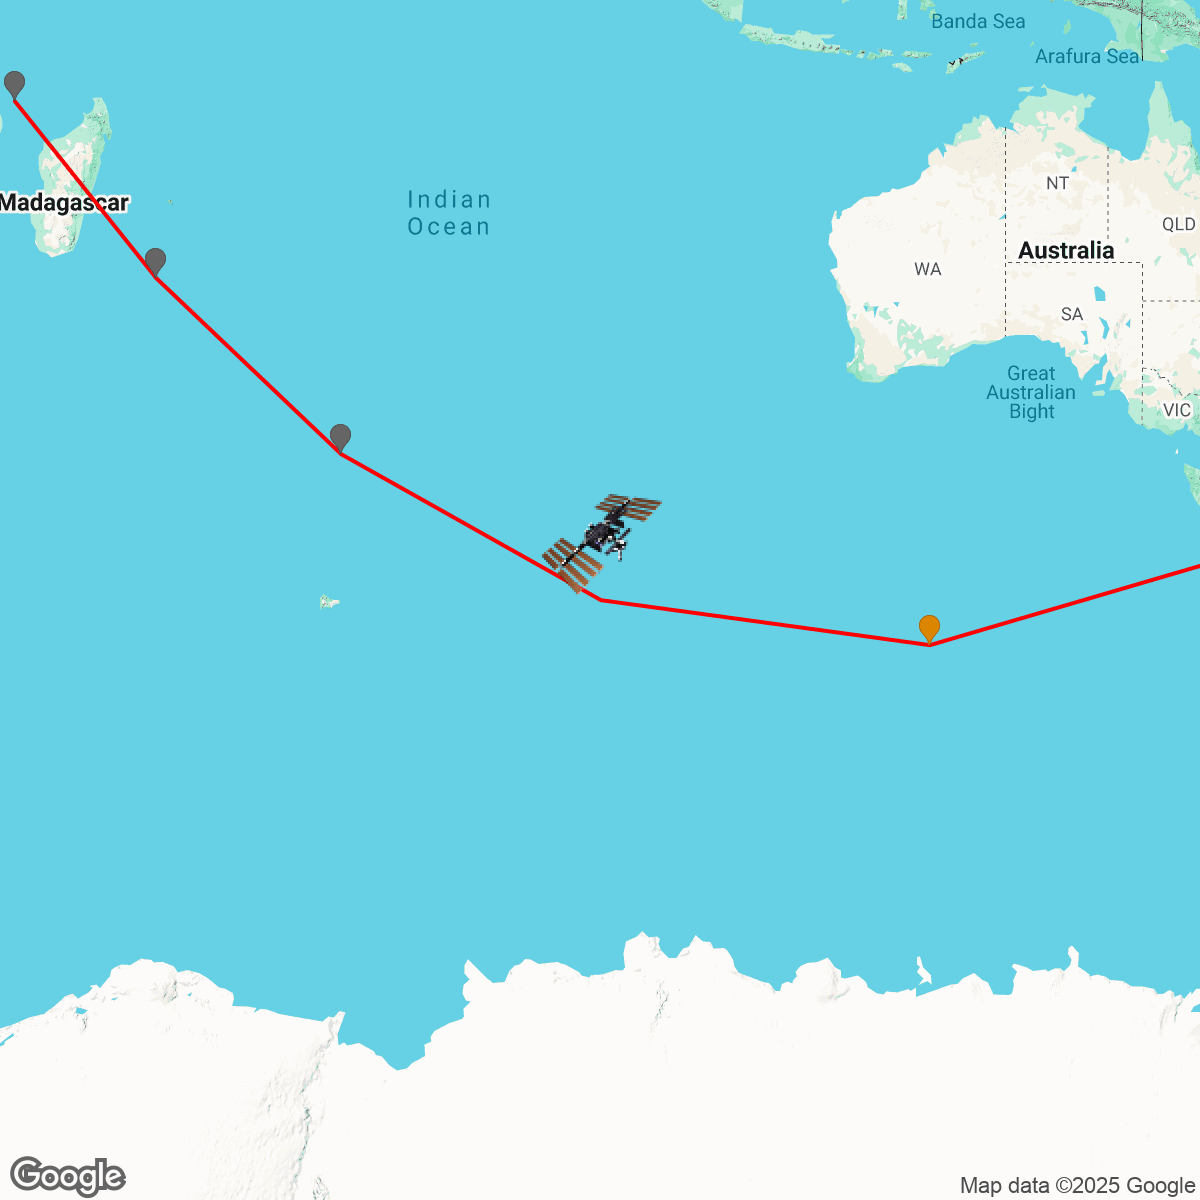 Banda Sea
Arafura Sea
Madagascar
Indian
Ocean
NT
QLD
Australia
WA
SA
Great
Australian
Bight
VIC
Google
Map data ©2025 Google